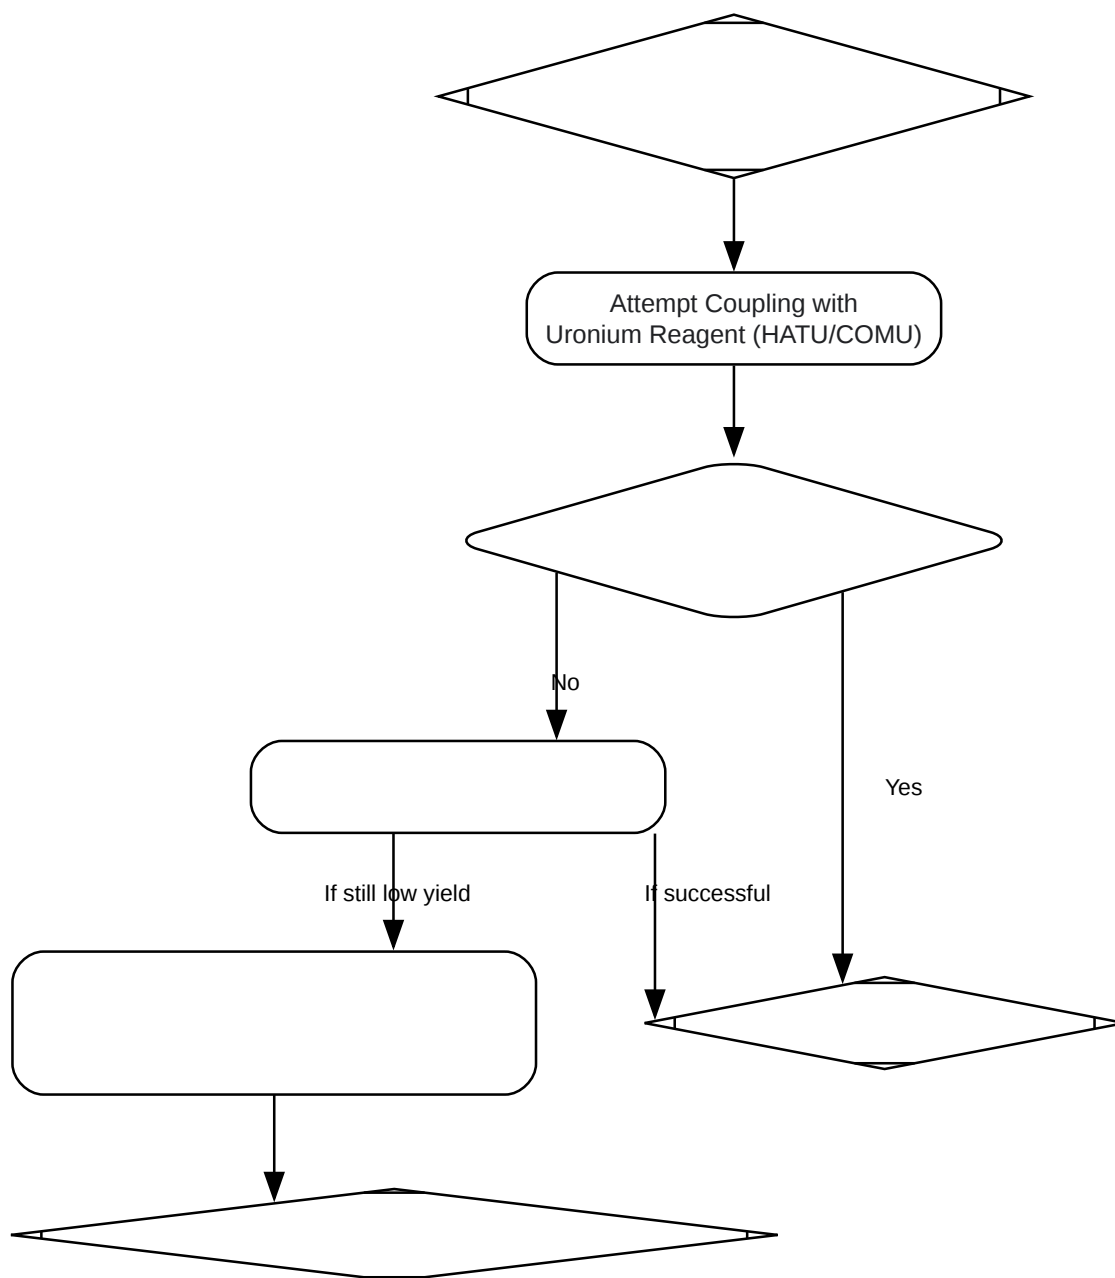 Attempt Coupling with
Uronium Reagent (HATU/COMU)
No
Yes
If still low yield
If successful